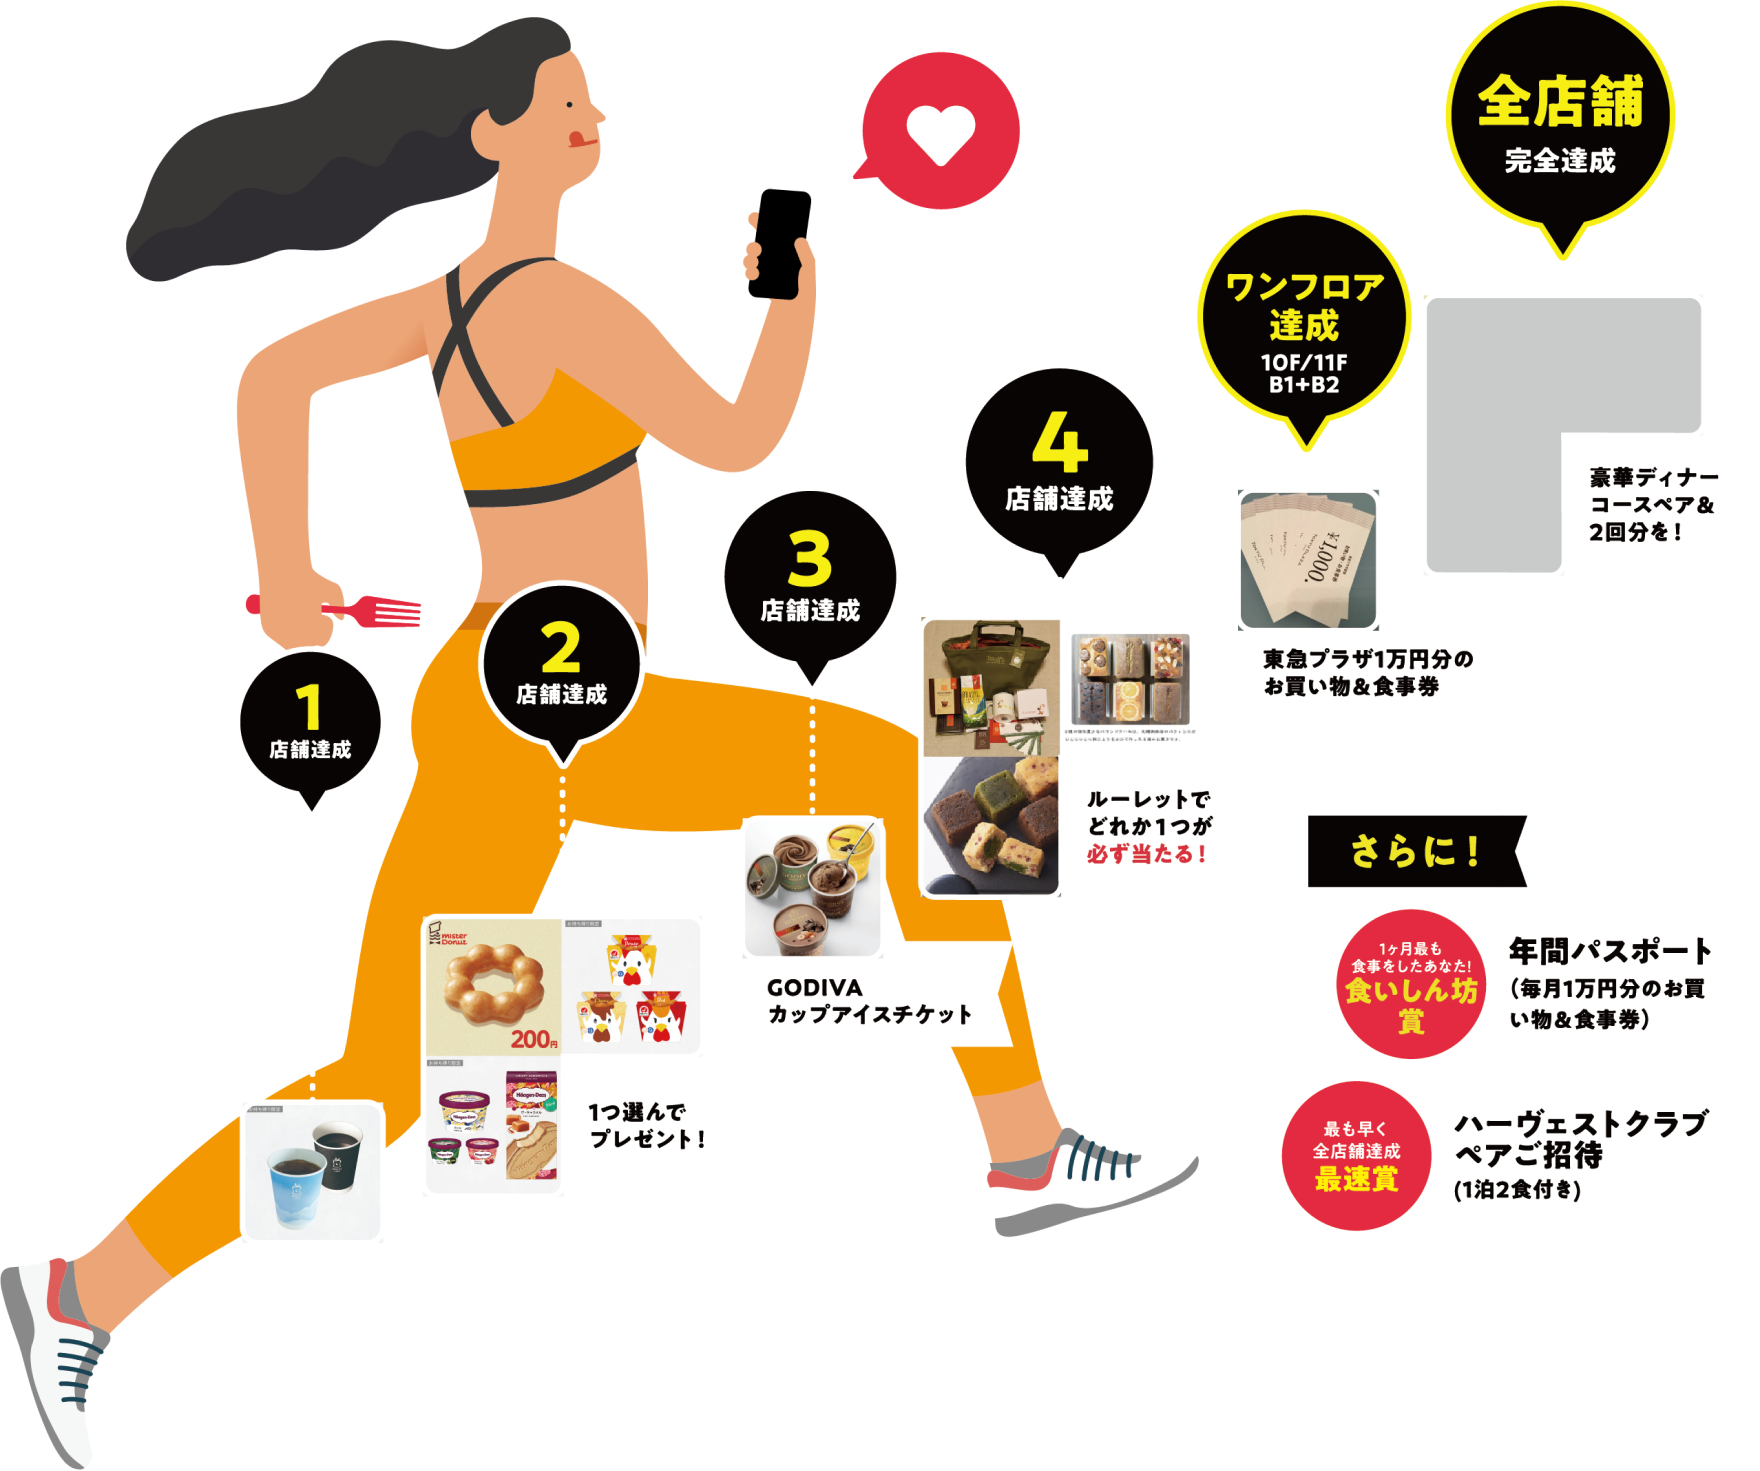 全店舗
完全達成
ワンフロア
達成
10F/11F
B1+B2
4
店舗達成
3
店舗達成
2
店舗達成
1
店舗達成
豪華ディナー
コースペア＆
2回分を！
¥1,000.
東急プラザ1万円分の
お買い物＆食事券
ルーレットで
どれか1つが
必ず当たる！
GODIVA
カップアイスチケット
mister
Donut
200円
Häagen-Dazs
1つ選んで
プレゼント！
さらに！
1ヶ月最も
食事をしたあなた！
食いしん坊
賞
年間パスポート
（毎月1万円分のお買
い物＆食事券）
最も早く
全店舗達成
最速賞
ハーヴェストクラブ
ペアご招待
(1泊2食付き)